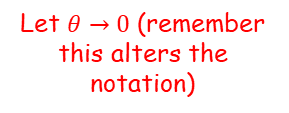 Let 𝜃 → 0 (remember
this alters the
notation)